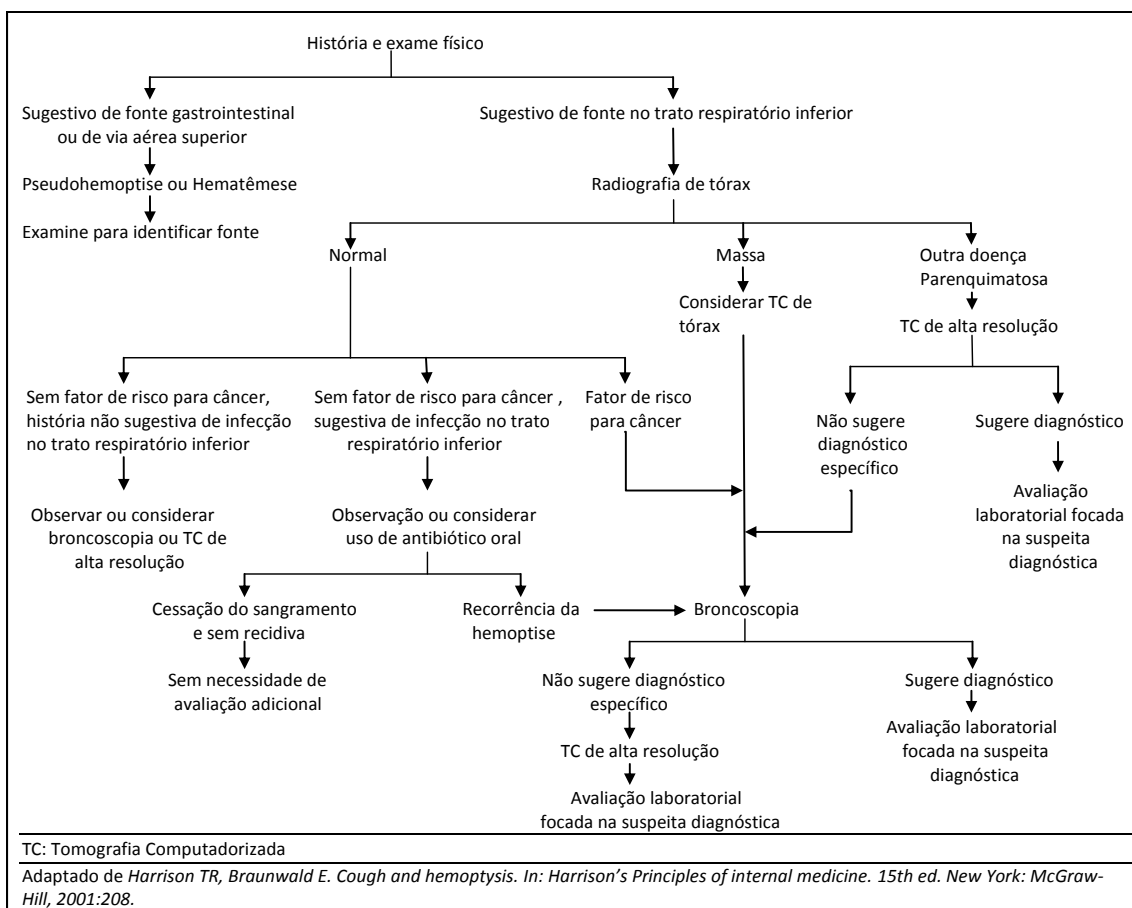 História e exame físico
Sugestivo de fonte gastrointestinal
ou de via aérea superior
Sugestivo de fonte no trato respiratório inferior
Pseudohemoptise ou Hematêmese
Radiografia de tórax
Examine para identificar fonte
Normal
Massa
Outra doença
Parenquimatosa
Considerar TC de
tórax
TC de alta resolução
Sem fator de risco para câncer,
história não sugestiva de infecção
no trato respiratório inferior
Sem fator de risco para câncer ,
sugestiva de infecção no trato
respiratório inferior
Fator de risco
para câncer
Não sugere
diagnóstico
específico
Sugere diagnóstico
Observar ou considerar
broncoscopia ou TC de
alta resolução
Observação ou considerar
uso de antibiótico oral
Avaliação
laboratorial focada
na suspeita
diagnóstica
Cessação do sangramento
e sem recidiva
Recorrência da
hemoptise
Broncoscopia
Sem necessidade de
avaliação adicional
Não sugere diagnóstico
específico
Sugere diagnóstico
TC de alta resolução
Avaliação laboratorial
focada na suspeita
diagnóstica
Avaliação laboratorial
focada na suspeita diagnóstica
TC: Tomografia Computadorizada
Adaptado de Harrison TR, Braunwald E. Cough and hemoptysis. In: Harrison's Principles of internal medicine. 15th ed. New York: McGraw-
Hill, 2001:208.